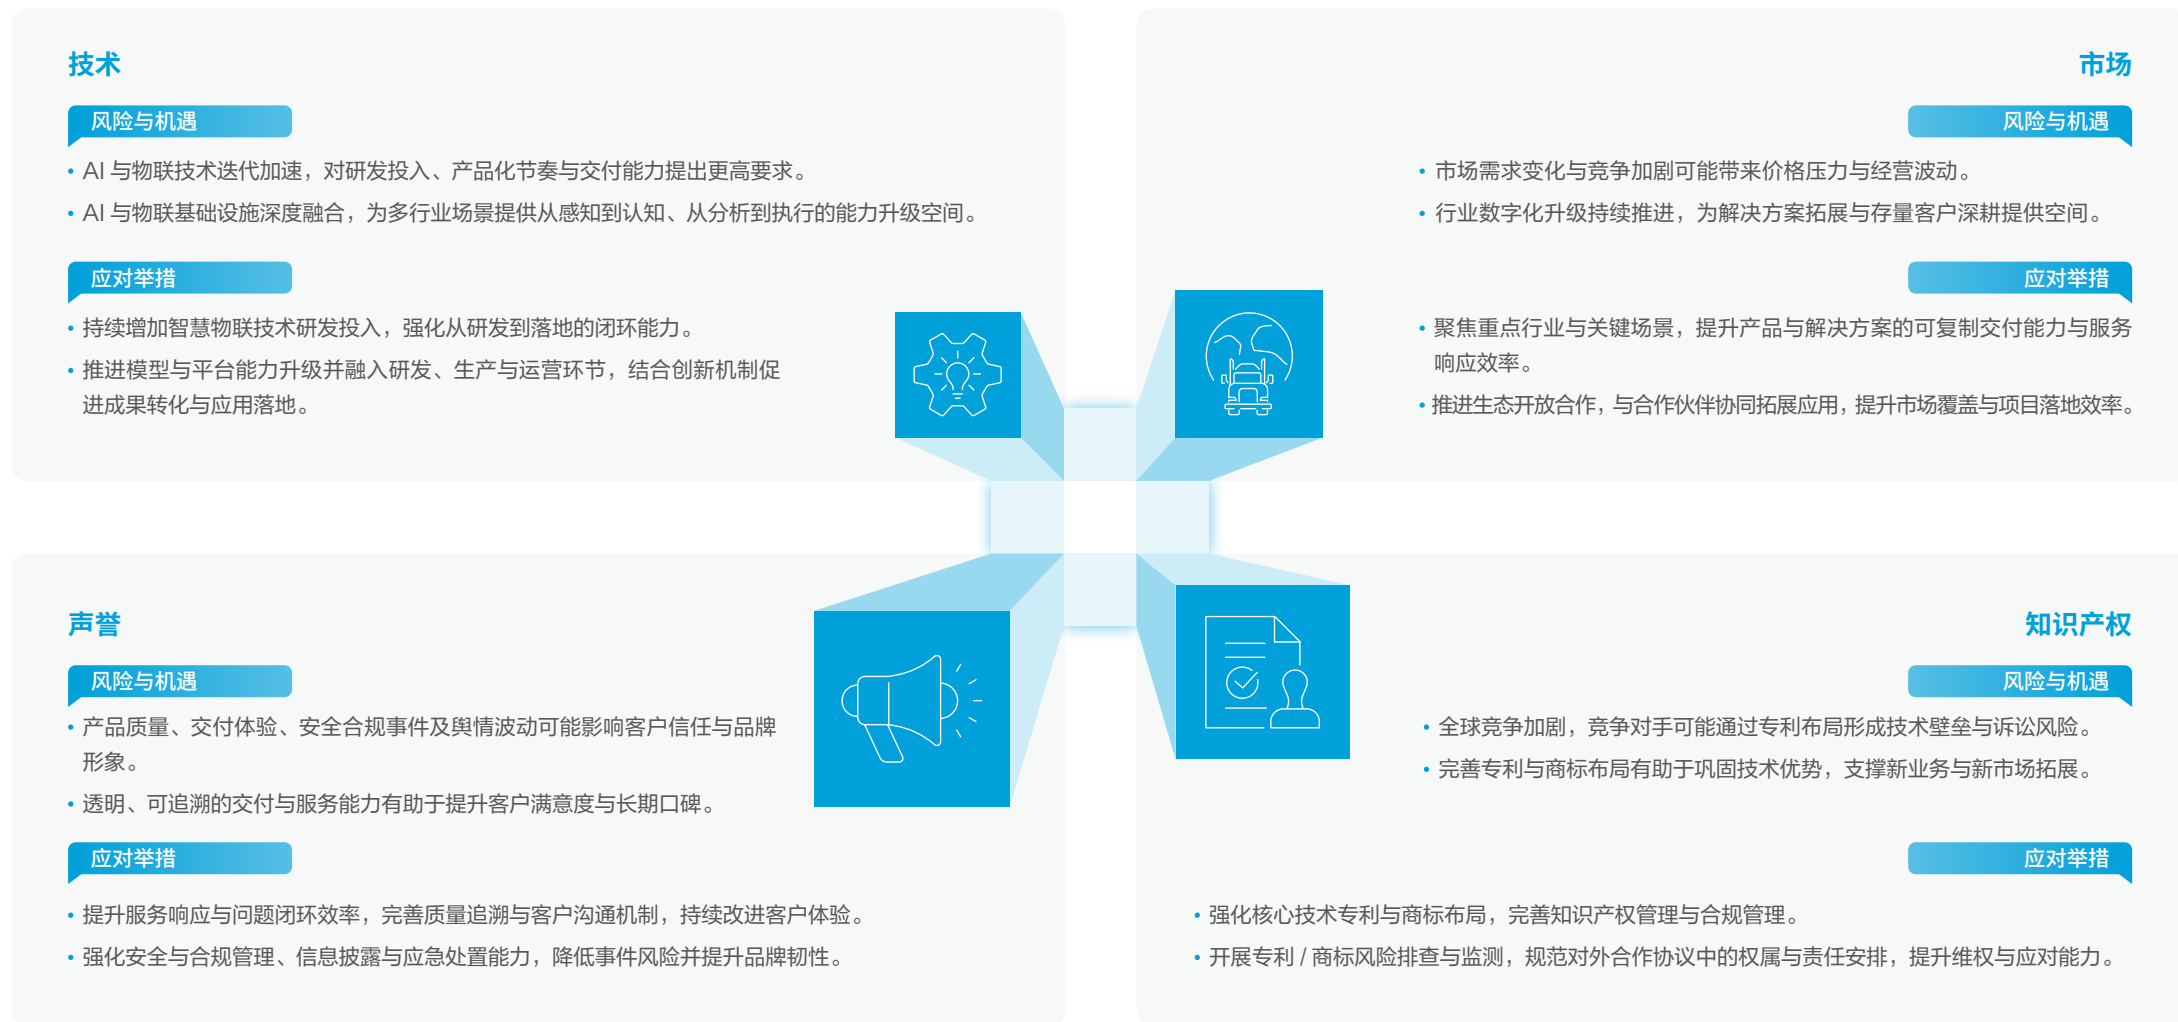 技术
风险与机遇
• AI 与物联技术迭代加速，对研发投入、产品化节奏与交付能力提出更高要求。
• AI 与物联基础设施深度融合，为多行业场景提供从感知到认知、从分析到执行的能力升级空间。
应对举措
• 持续增加智慧物联技术研发投入，强化从研发到落地的闭环能力。
• 推进模型与平台能力升级并融入研发、生产与运营环节，结合创新机制促
进成果转化与应用落地。
市场
风险与机遇
• 市场需求变化与竞争加剧可能带来价格压力与经营波动。
• 行业数字化升级持续推进，为解决方案拓展与存量客户深耕提供空间。
应对举措
• 聚焦重点行业与关键场景，提升产品与解决方案的可复制交付能力与服务
响应效率。
• 推进生态开放合作，与合作伙伴协同拓展应用，提升市场覆盖与项目落地效率。
声誉
风险与机遇
• 产品质量、交付体验、安全合规事件及舆情波动可能影响客户信任与品牌
形象。
• 透明、可追溯的交付与服务能力有助于提升客户满意度与长期口碑。
应对举措
• 提升服务响应与问题闭环效率，完善质量追溯与客户沟通机制，持续改进客户体验。
• 强化安全与合规管理、信息披露与应急处置能力，降低事件风险并提升品牌韧性。
知识产权
风险与机遇
• 全球竞争加剧，竞争对手可能通过专利布局形成技术壁垒与诉讼风险。
• 完善专利与商标布局有助于巩固技术优势，支撑新业务与新市场拓展。
应对举措
• 强化核心技术专利与商标布局，完善知识产权管理与合规管理。
• 开展专利 / 商标风险排查与监测，规范对外合作协议中的权属与责任安排，提升维权与应对能力。